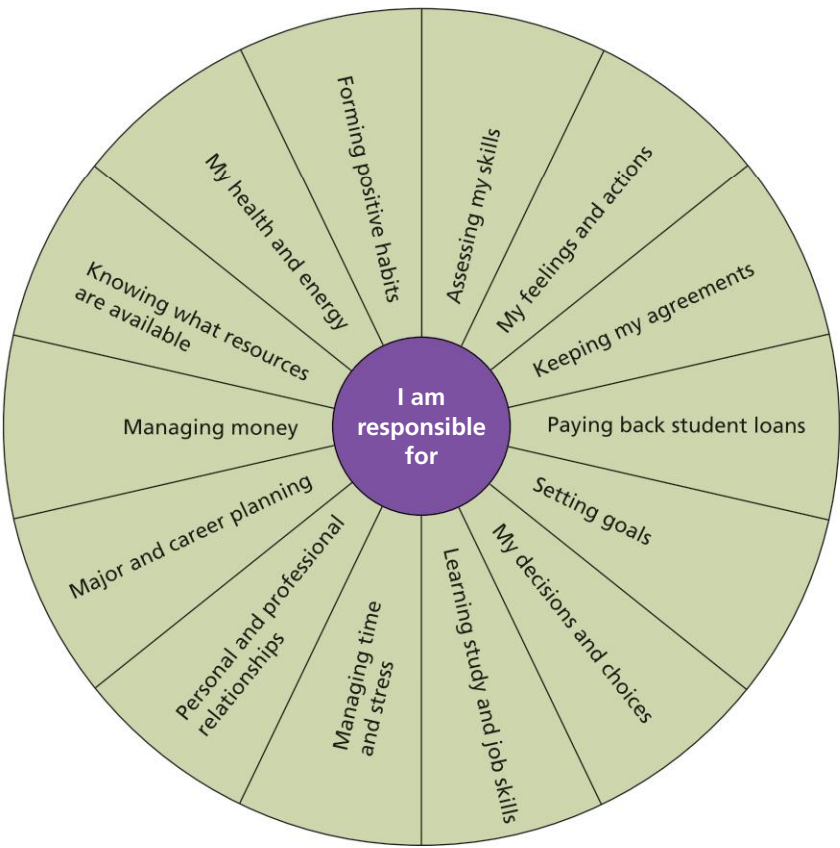 I am
responsible
for
Assessing my skills
My feelings and actions
Keeping my agreements
Paying back student loans
Setting goals
My decisions and choices
Learning study and job skills
Managing time
and stress
Personal and professional
relationships
Major and career planning
Managing money
Knowing what resources
are available
My health and energy
Forming positive habits